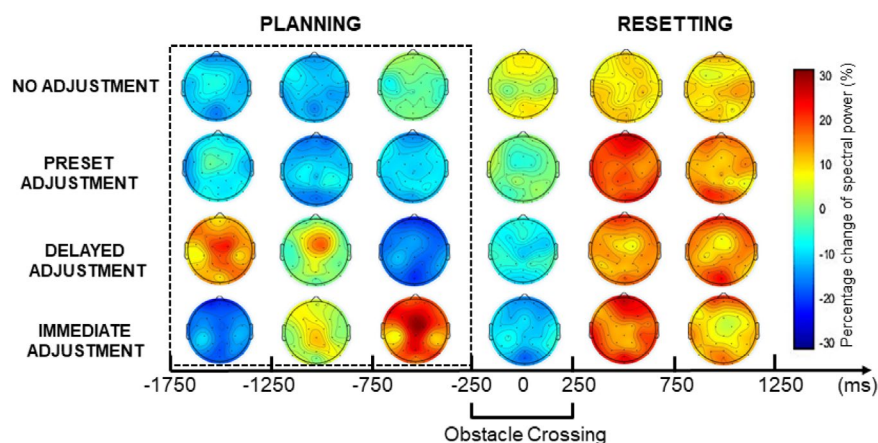 PLANNING
RESETTING
NO ADJUSTMENT
PRESET
ADJUSTMENT
DELAYED
ADJUSTMENT
IMMEDIATE
ADJUSTMENT
30
20
10
0
-10
-20
-30
Percentage change of spectral power (%)
-1750 -1250 -750 -250 0 250 750 1250 (ms)
Obstacle Crossing